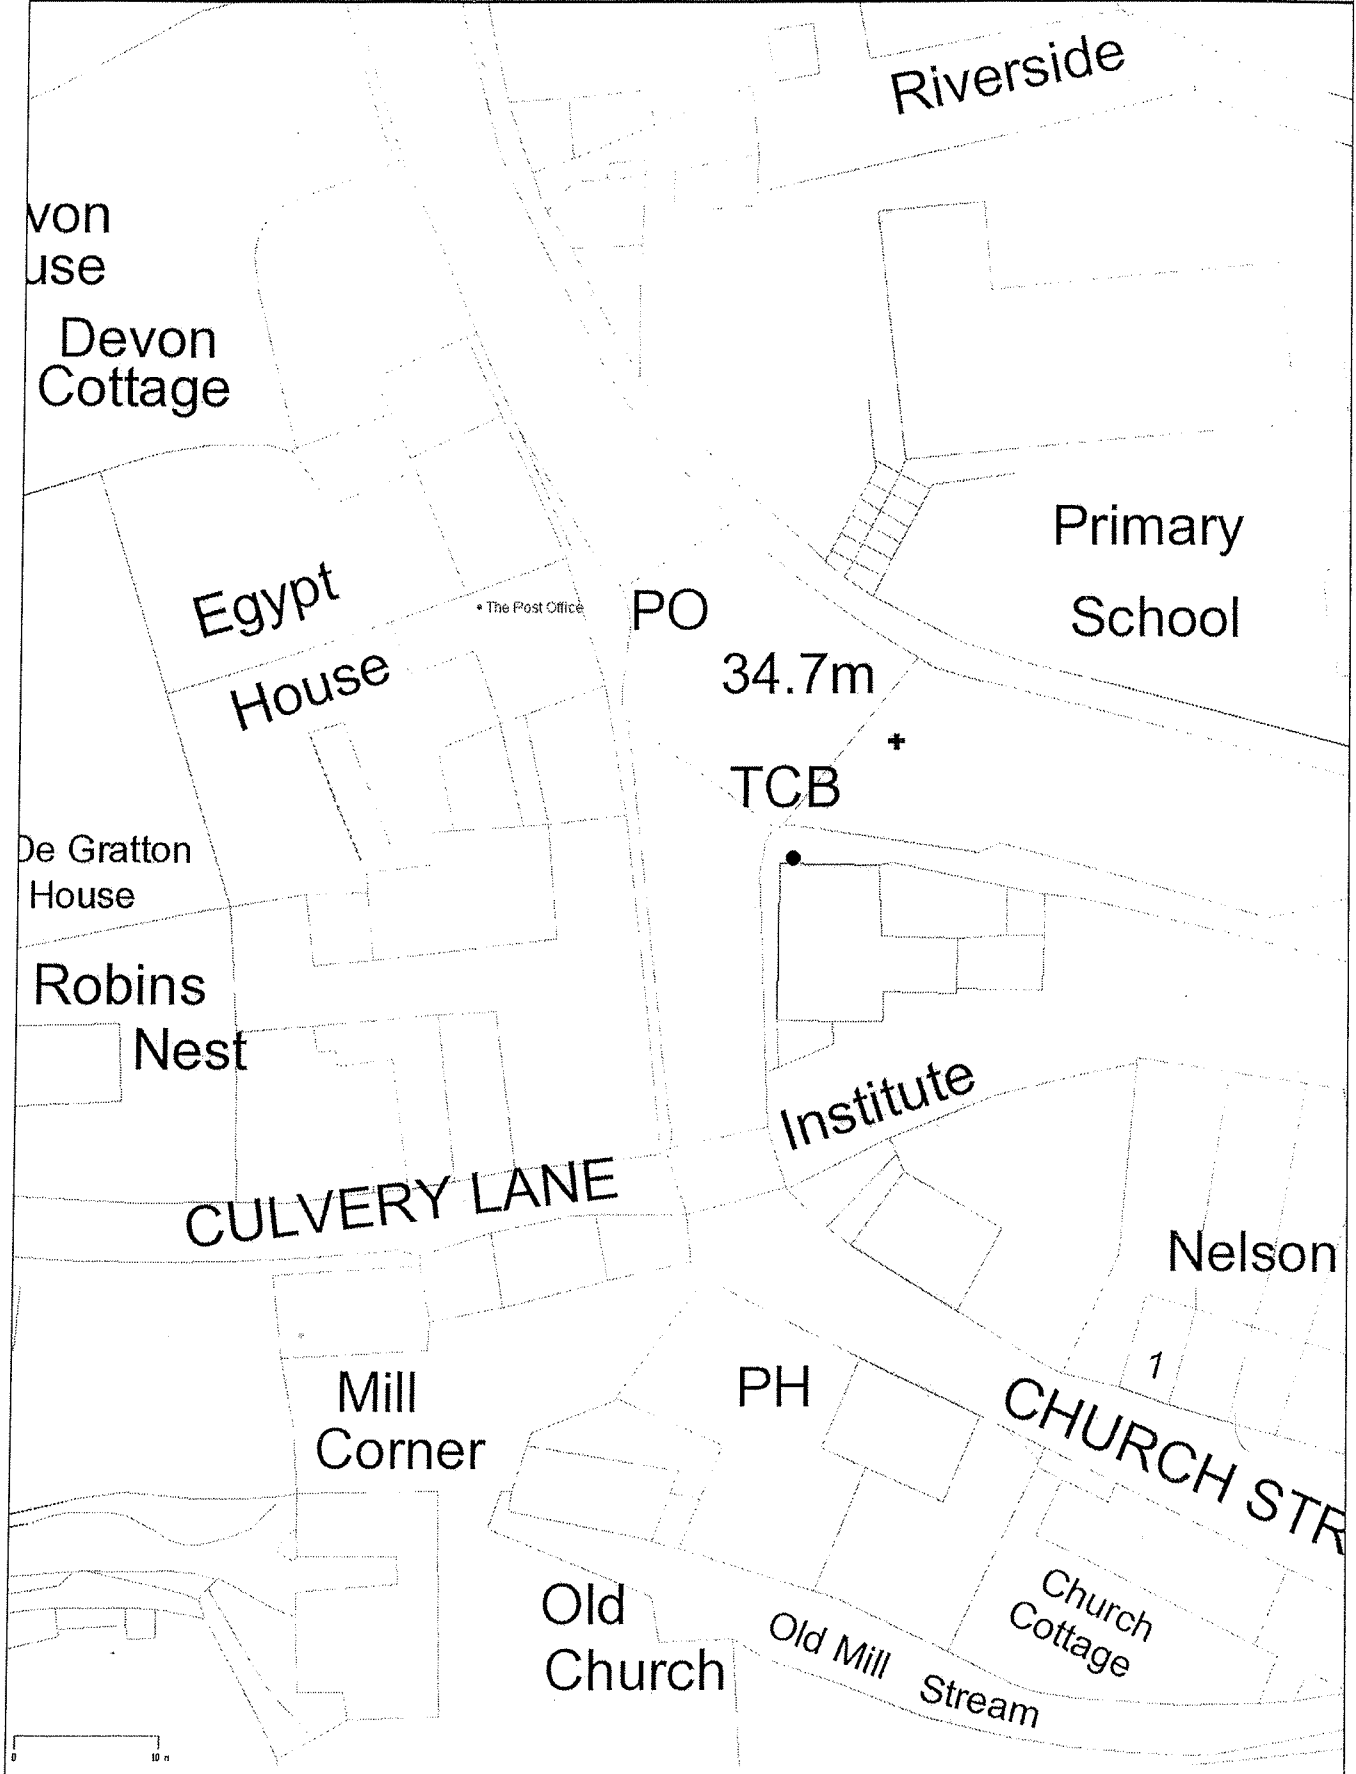 Riverside
von
use
Devon
Cottage
Primary
School
Egypt
House
The Post Office
PO
34.7m
TCB
De Gratton
House
Robins
Nest
Institute
CULVERY LANE
Nelson
1
PH
Mill
Corner
CHURCH STR
Old
Church
Church
Cottage
Old Mill Stream
0 10 m